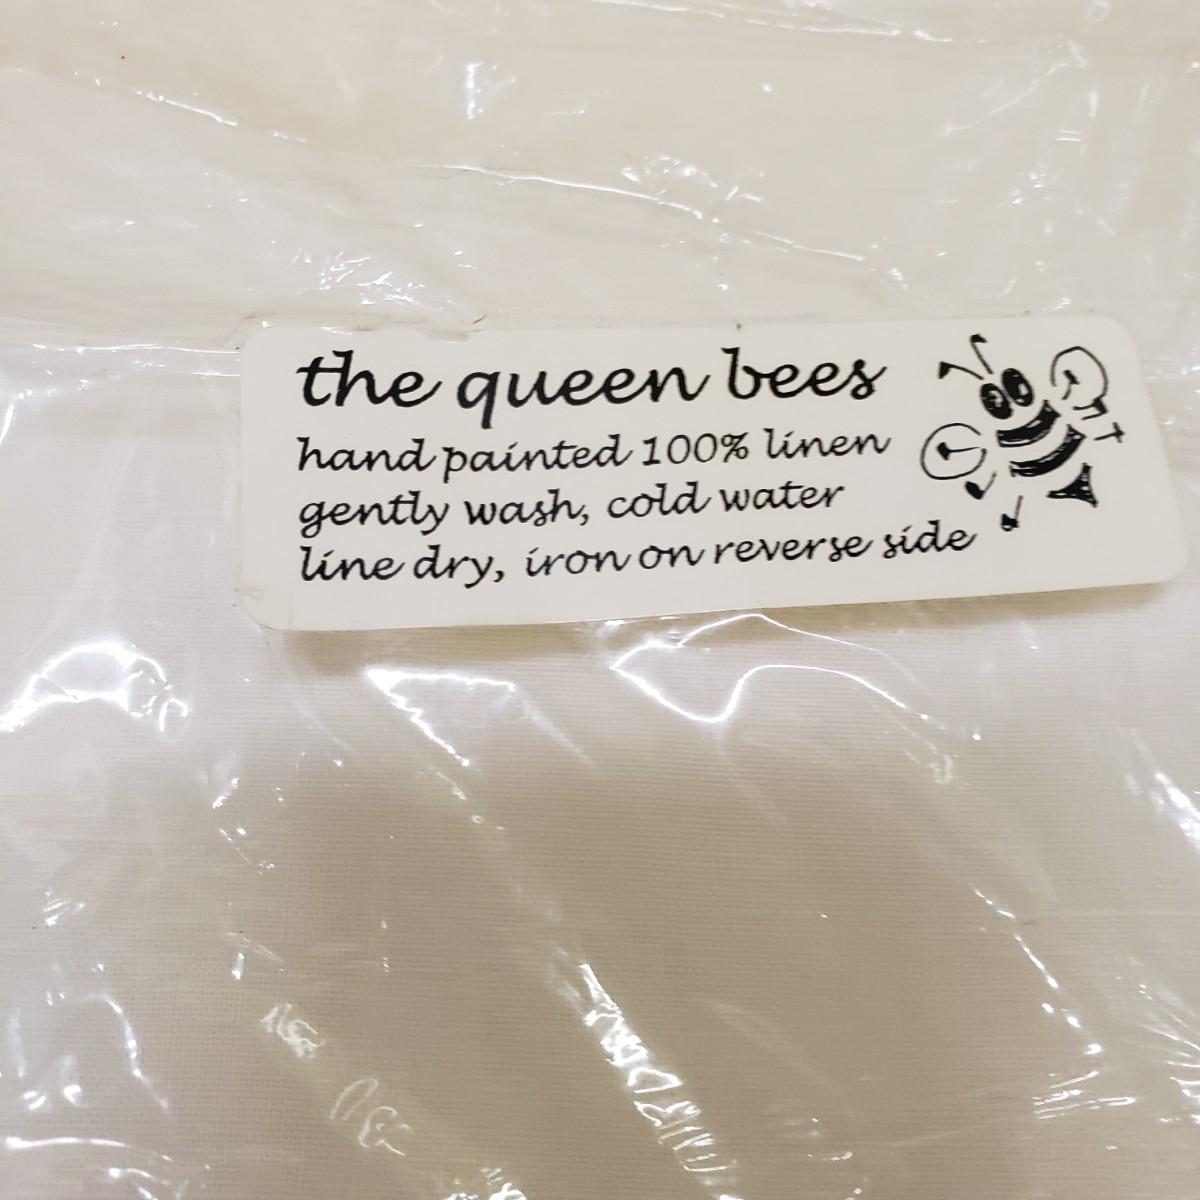 the queen bees
hand painted 100% linen
gently wash, cold water
line dry, iron on reverse side